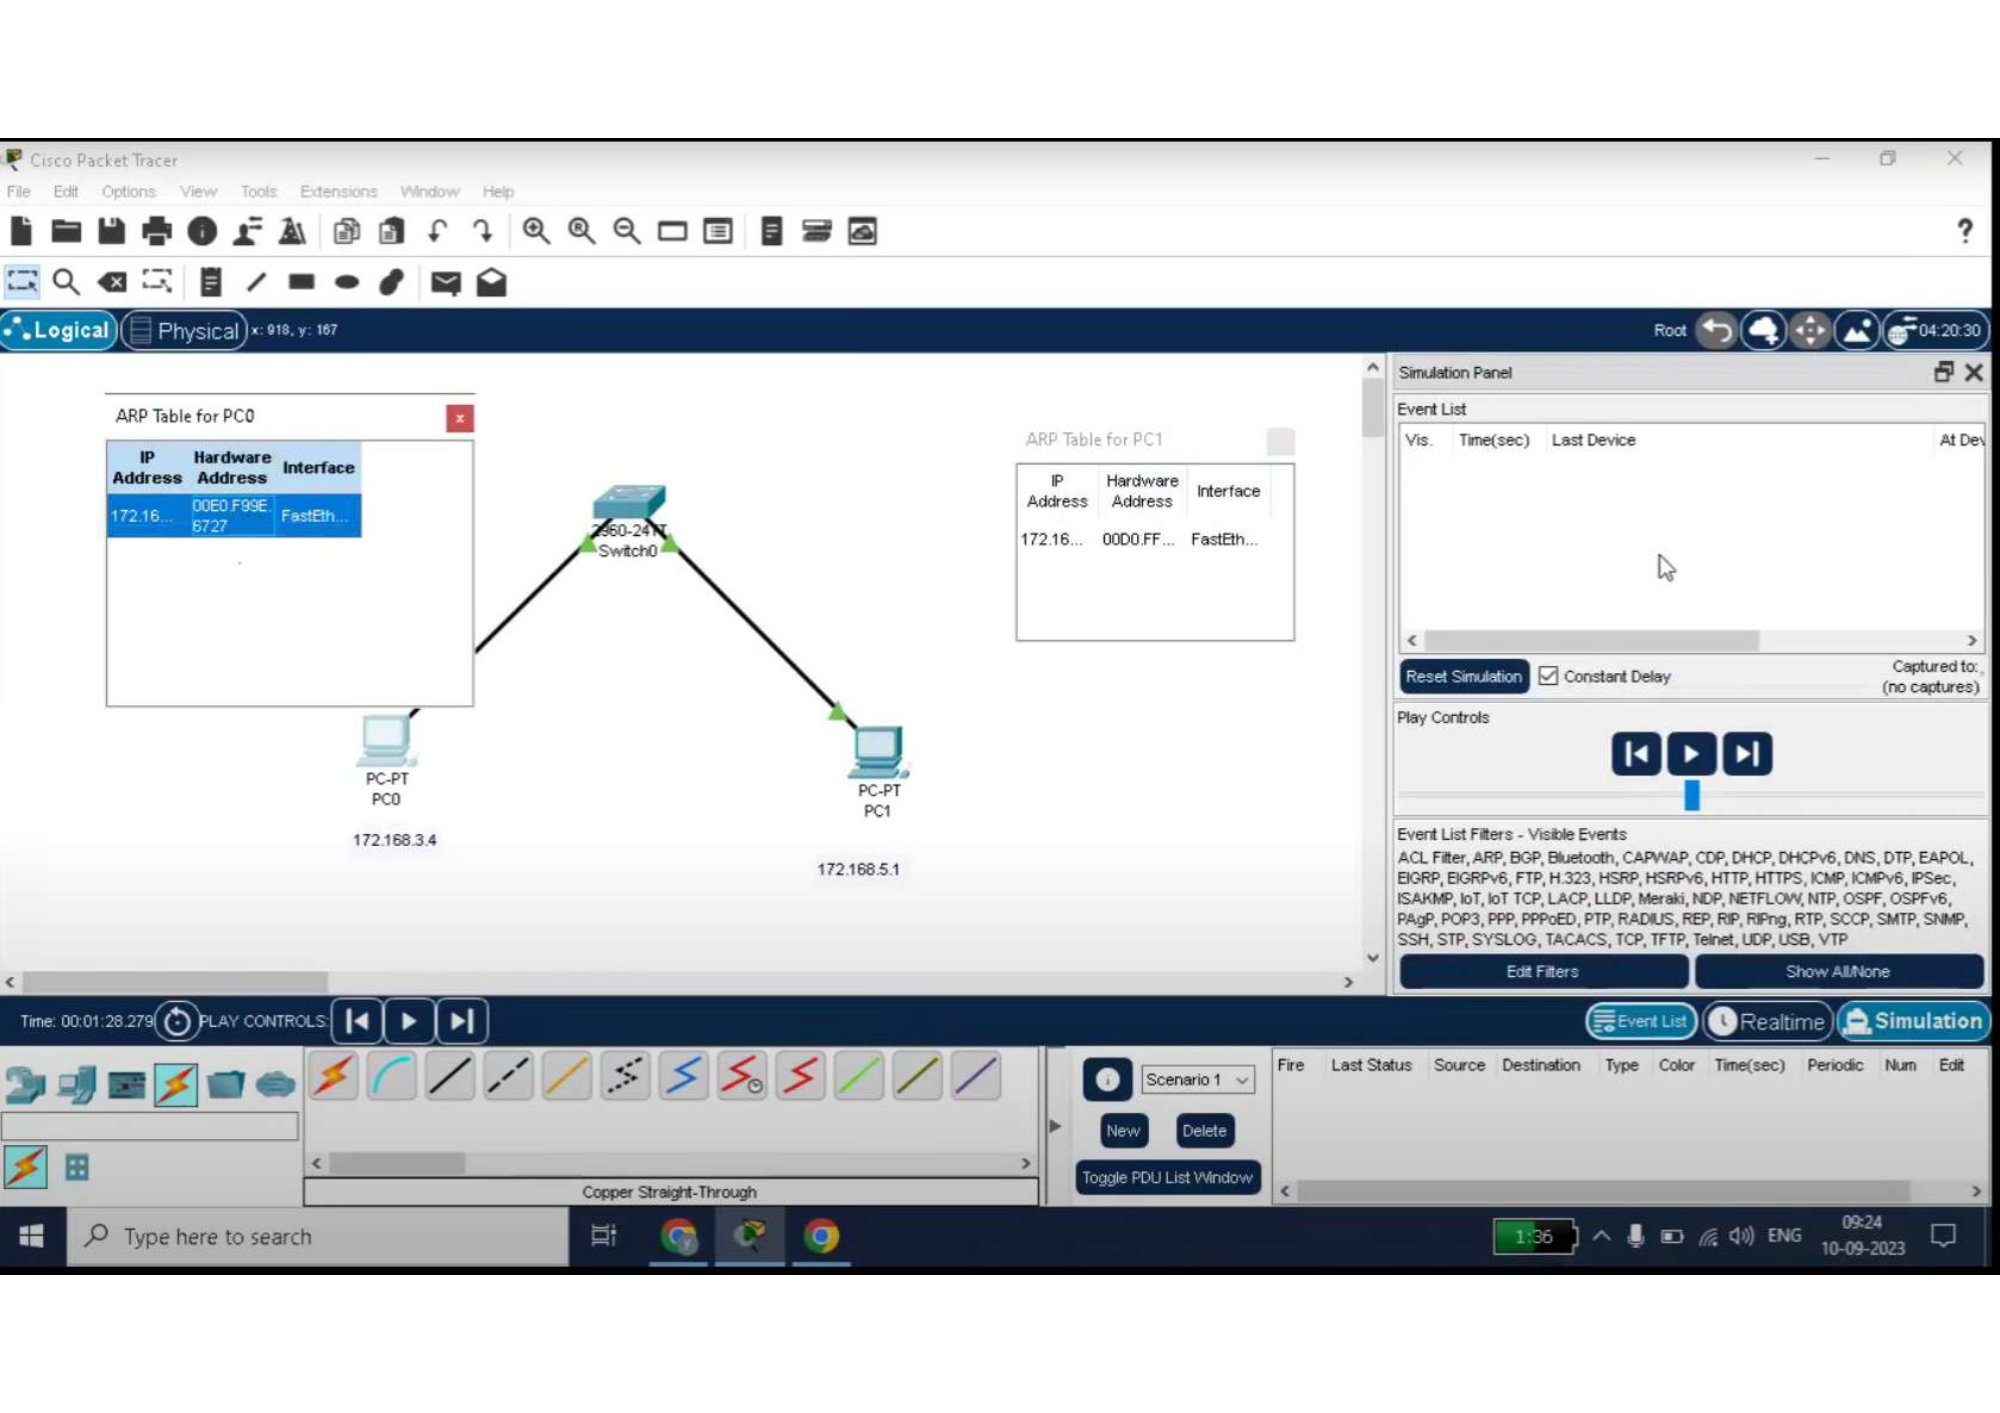 Cisco Packet Tracer
File Edit Options View Tools Extensions Window Help
?
Logical Physical x: 918, y: 167 Root 04:20:30
ARP Table for PC0 x
IP Address Hardware Address Interface
172.16... 00E0.F99E.6727 FastEth...
2960-24TT
Switch0
PC-PT
PC0
172.168.3.4
PC-PT
PC1
172.168.5.1
ARP Table for PC1
IP Address Hardware Address Interface
172.16... 00D0.FF... FastEth...
Simulation Panel
Event List
Vis. Time(sec) Last Device At Dev
Reset Simulation Constant Delay Captured to:
(no captures)
Play Controls
Event List Filters - Visible Events
ACL Filter, ARP, BGP, Bluetooth, CAPWAP, CDP, DHCP, DHCPv6, DNS, DTP, EAPOL,
EIGRP, EIGRPv6, FTP, H.323, HSRP, HSRPv6, HTTP, HTTPS, ICMP, ICMPv6, IPSec,
ISAKMP, IoT, IoT TCP, LACP, LLDP, Meraki, NDP, NETFLOW, NTP, OSPF, OSPFv6,
PAgP, POP3, PPP, PPPoED, PTP, RADIUS, REP, RIP, RIPng, RTP, SCCP, SMTP, SNMP,
SSH, STP, SYSLOG, TACACS, TCP, TFTP, Telnet, UDP, USB, VTP
Edit Filters Show All/None
Time: 00:01:28.279 PLAY CONTROLS: Event List Realtime Simulation
Copper Straight-Through
Scenario 1
New Delete
Toggle PDU List Window
Fire Last Status Source Destination Type Color Time(sec) Periodic Num Edit
Type here to search
1:36 ENG 09:24
10-09-2023